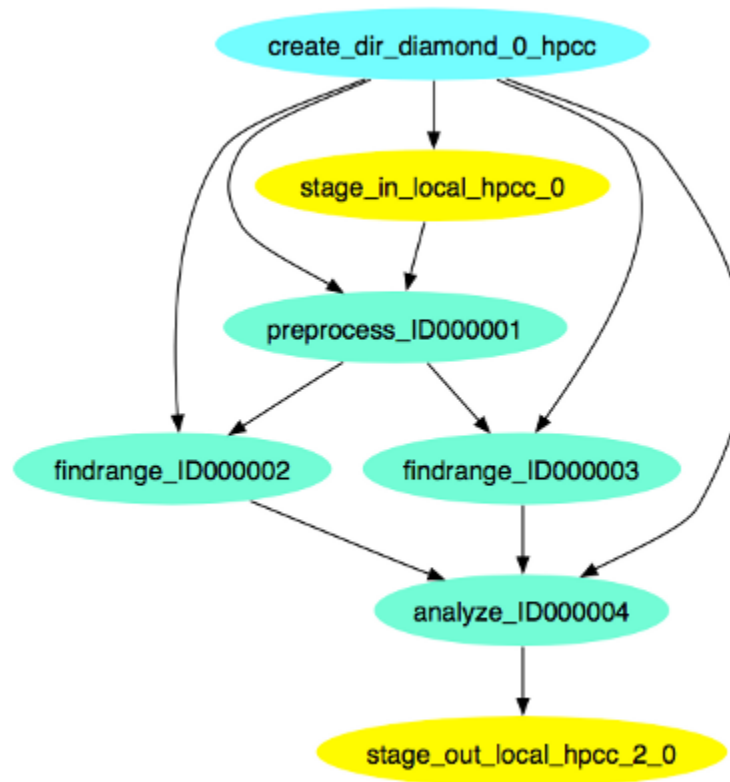 create_dir_diamond_0_hpcc
stage_in_local_hpcc_0
preprocess_ID000001
findrange_ID000002
findrange_ID000003
analyze_ID000004
stage_out_local_hpcc_2_0